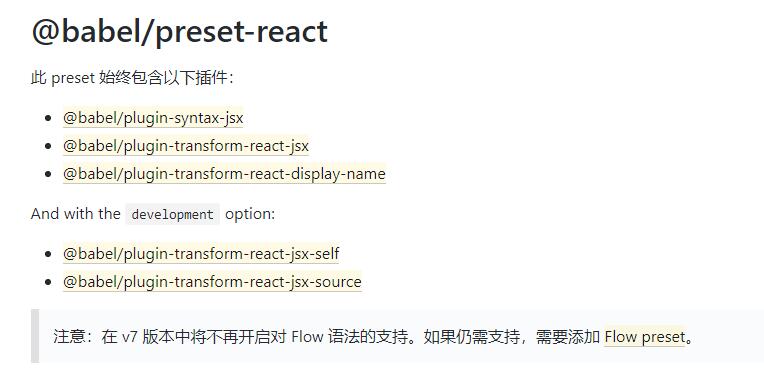 @babel/preset-react
此 preset 始终包含以下插件：
@babel/plugin-syntax-jsx
@babel/plugin-transform-react-jsx
@babel/plugin-transform-react-display-name
And with the development option:
@babel/plugin-transform-react-jsx-self
@babel/plugin-transform-react-jsx-source
注意：在 v7 版本中将不再开启对 Flow 语法的支持。如果仍需支持，需要添加 Flow preset。